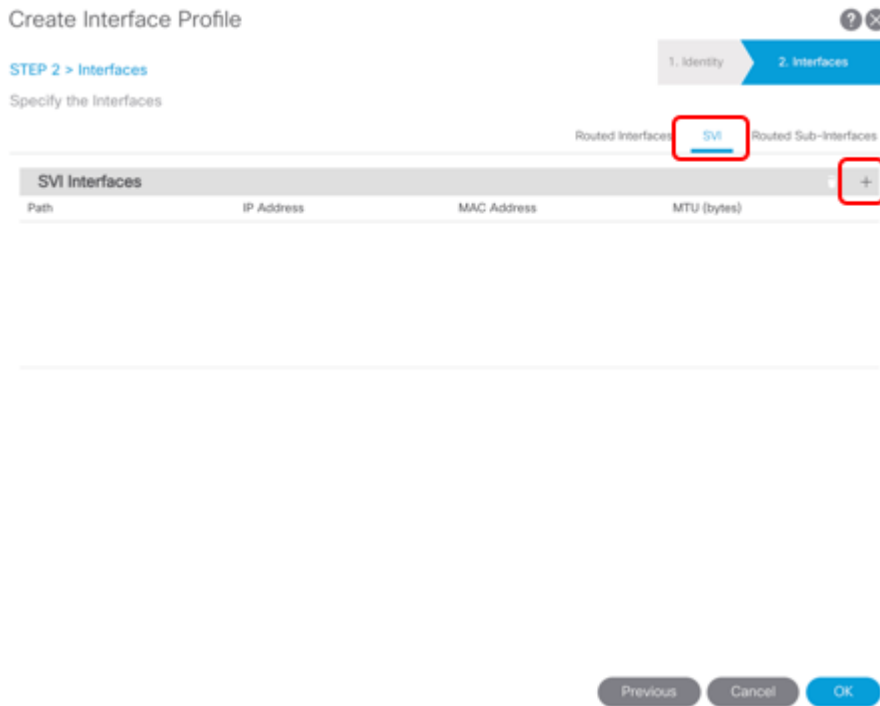 Create Interface Profile
STEP 2 > Interfaces
1. Identity
2. Interfaces
Specify the Interfaces
Routed Interfaces
SVI
Routed Sub-Interfaces
SVI Interfaces
Path
IP Address
MAC Address
MTU (bytes)
Previous
Cancel
OK